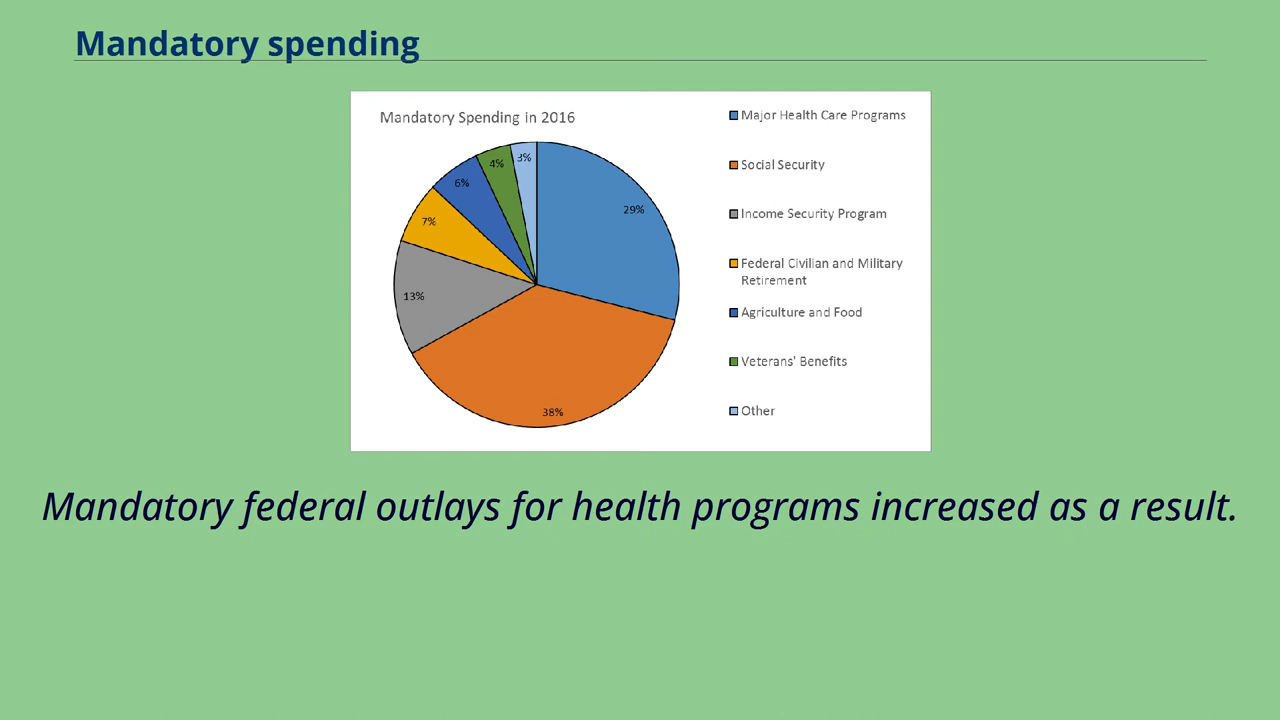 Mandatory spending
Mandatory Spending in 2016
Major Health Care Programs
Social Security
Income Security Program
Federal Civilian and Military
Retirement
Agriculture and Food
Veterans' Benefits
Other
3%
4%
6%
7%
13%
29%
38%
Mandatory federal outlays for health programs increased as a result.